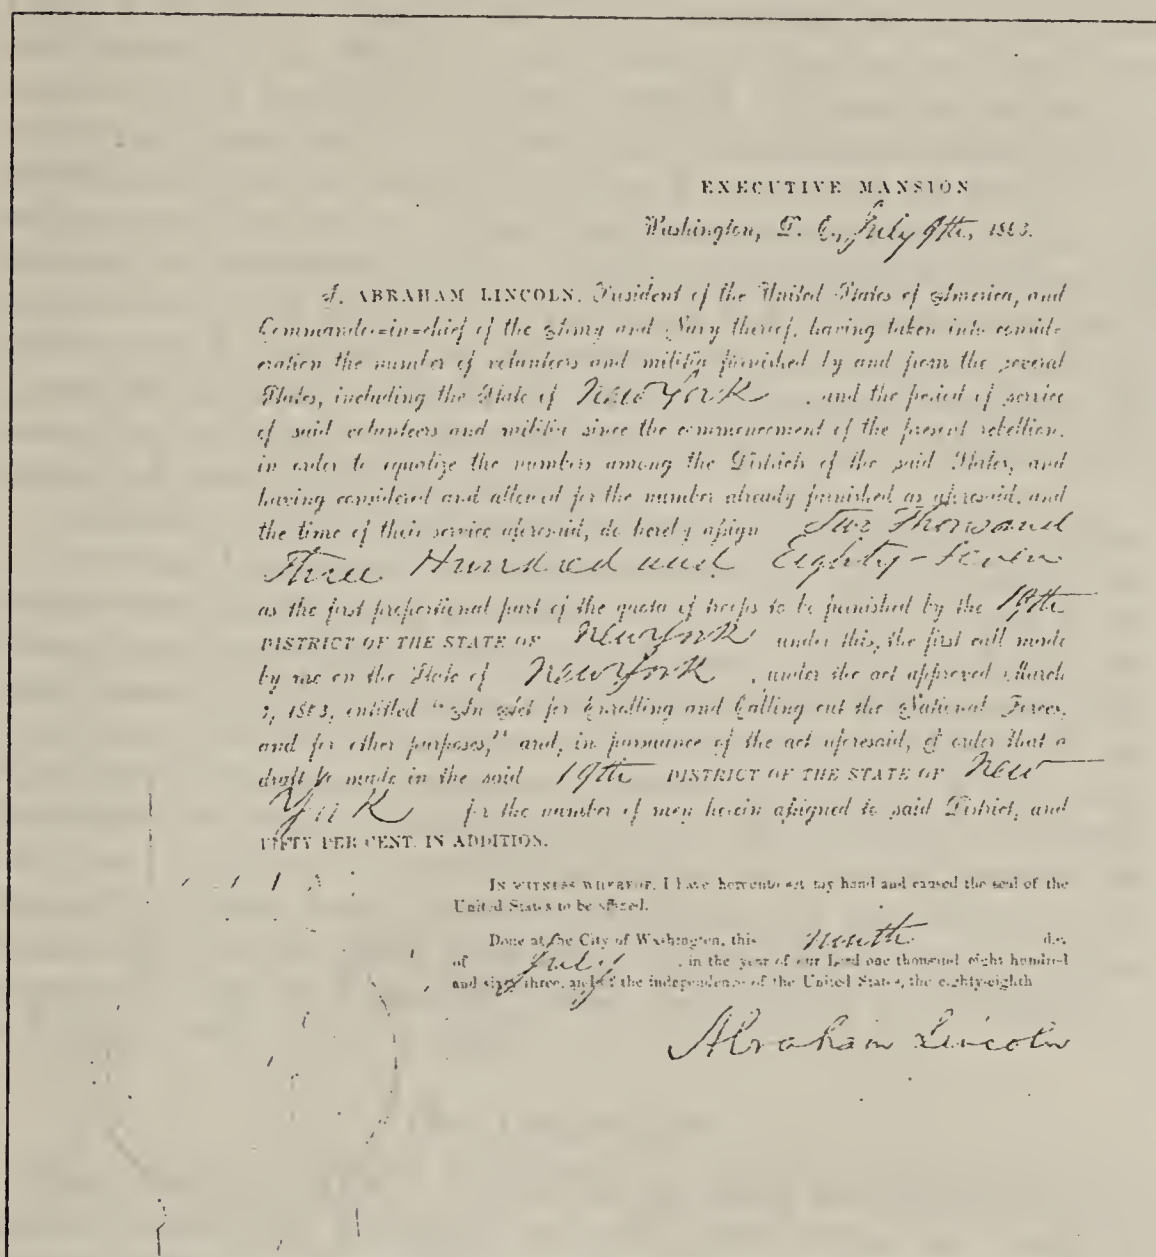 EXECUTIVE MANSION
Washington, D. C., July 9th, 1863.
I, ABRAHAM LINCOLN, President of the United States of America, and
Commander-in-chief of the Army and Navy thereof, having taken into consid-
eration the number of volunteers and militia furnished by and from the several
States, including the State of New York , and the period of service
of said volunteers and militia since the commencement of the present rebellion,
in order to equalize the numbers among the Districts of the said States, and
having considered and allowed for the number already furnished as aforesaid, and
the time of their service aforesaid, do hereby assign Two Thousand
Three Hundred and Eighty-Seven
as the first proportional part of the quota of troops to be furnished by the 19th
DISTRICT OF THE STATE OF New York under this, the first call made
by me on the State of New York , under the act approved March
3, 1863, entitled "An Act for Enrolling and Calling out the National Forces,
and for other purposes," and, in pursuance of the act aforesaid, I order that a
draft be made in the said 19th DISTRICT OF THE STATE OF New
York for the number of men herein assigned to said District, and
FIFTY PER CENT. IN ADDITION.
IN WITNESS WHEREOF, I have hereunto set my hand and caused the seal of the
United States to be affixed.
Done at the City of Washington, this nineth day
of July , in the year of our Lord one thousand eight hundred
and sixty-three, and of the independence of the United States, the eighty-eighth
Abraham Lincoln